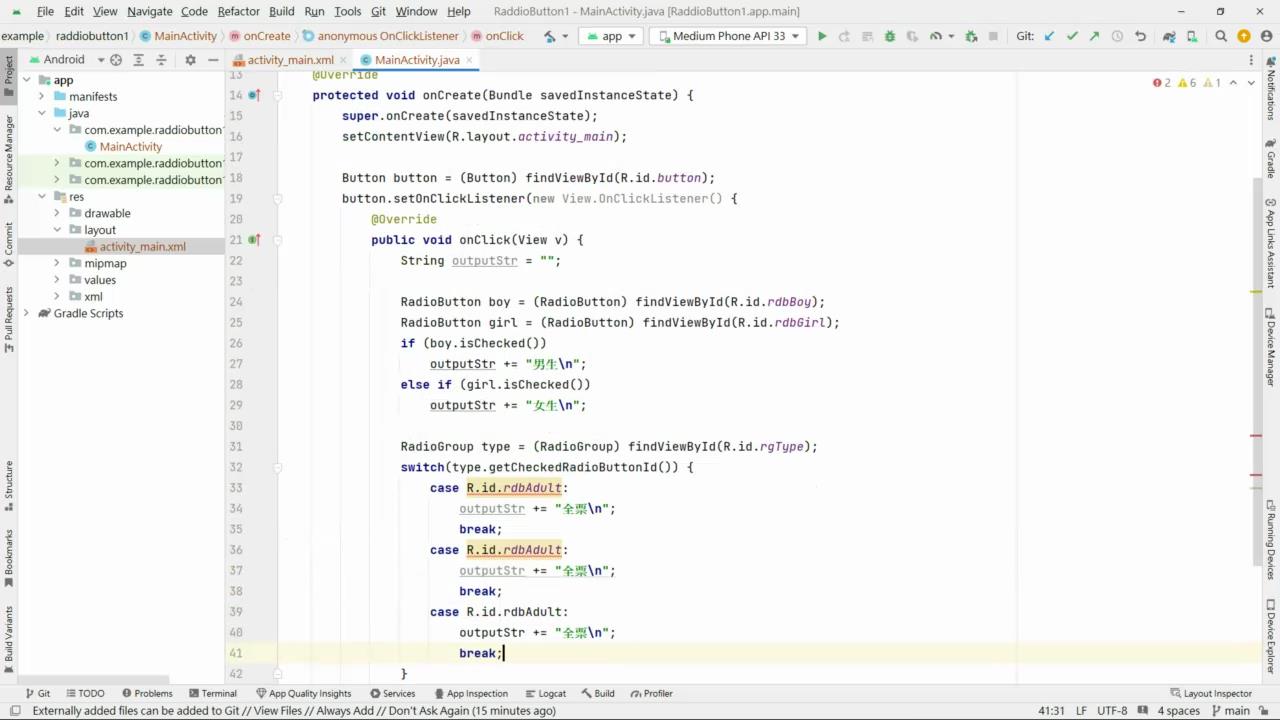 File Edit View Navigate Code Refactor Build Run Tools Git Window Help RaddioButton1 - MainActivity.java [RaddioButton1.app.main]
example raddiobutton1 MainActivity onCreate anonymous OnClickListener onClick app Medium Phone API 33 Git:
Android activity_main.xml MainActivity.java
app
manifests
java
com.example.raddiobutton1
MainActivity
com.example.raddiobutton1
com.example.raddiobutton1
res
drawable
layout
activity_main.xml
mipmap
values
xml
Gradle Scripts
Project
Resource Manager
Commit
Pull Requests
Structure
Bookmarks
Build Variants
2 6 1
13 @Override
14 protected void onCreate(Bundle savedInstanceState) {
15 super.onCreate(savedInstanceState);
16 setContentView(R.layout.activity_main);
17
18 Button button = (Button) findViewById(R.id.button);
19 button.setOnClickListener(new View.OnClickListener() {
20 @Override
21 public void onClick(View v) {
22 String outputStr = "";
23
24 RadioButton boy = (RadioButton) findViewById(R.id.rdbBoy);
25 RadioButton girl = (RadioButton) findViewById(R.id.rdbGirl);
26 if (boy.isChecked())
27 outputStr += "男生\n";
28 else if (girl.isChecked())
29 outputStr += "女生\n";
30
31 RadioGroup type = (RadioGroup) findViewById(R.id.rgType);
32 switch(type.getCheckedRadioButtonId()) {
33 case R.id.rdbAdult:
34 outputStr += "全票\n";
35 break;
36 case R.id.rdbAdult:
37 outputStr += "全票\n";
38 break;
39 case R.id.rdbAdult:
40 outputStr += "全票\n";
41 break;
42 }
Notifications
Gradle
App Links Assistant
Device Manager
Running Devices
Device Explorer
Git TODO Problems Terminal App Quality Insights Services App Inspection Logcat Build Profiler Layout Inspector
Externally added files can be added to Git // View Files // Always Add // Don't Ask Again (15 minutes ago) 41:31 LF UTF-8 4 spaces main